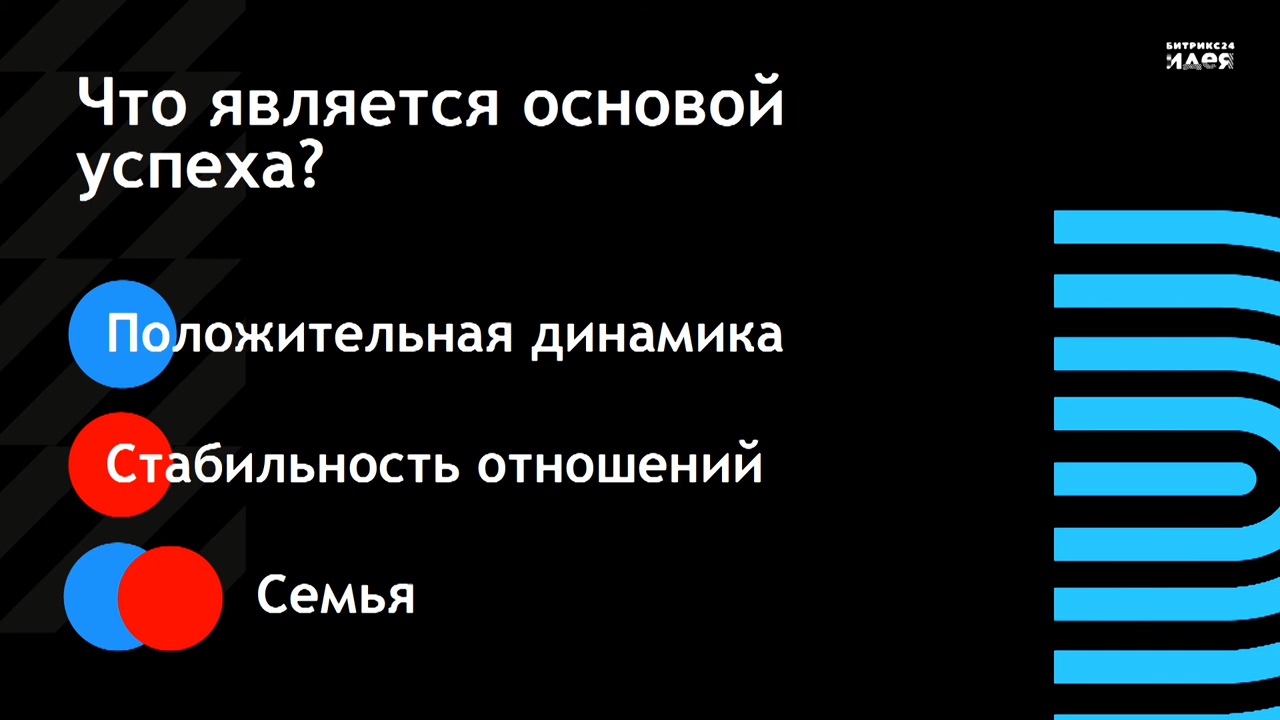 БИТРИКС24
идея
Что является основой
успеха?
Положительная динамика
Стабильность отношений
Семья